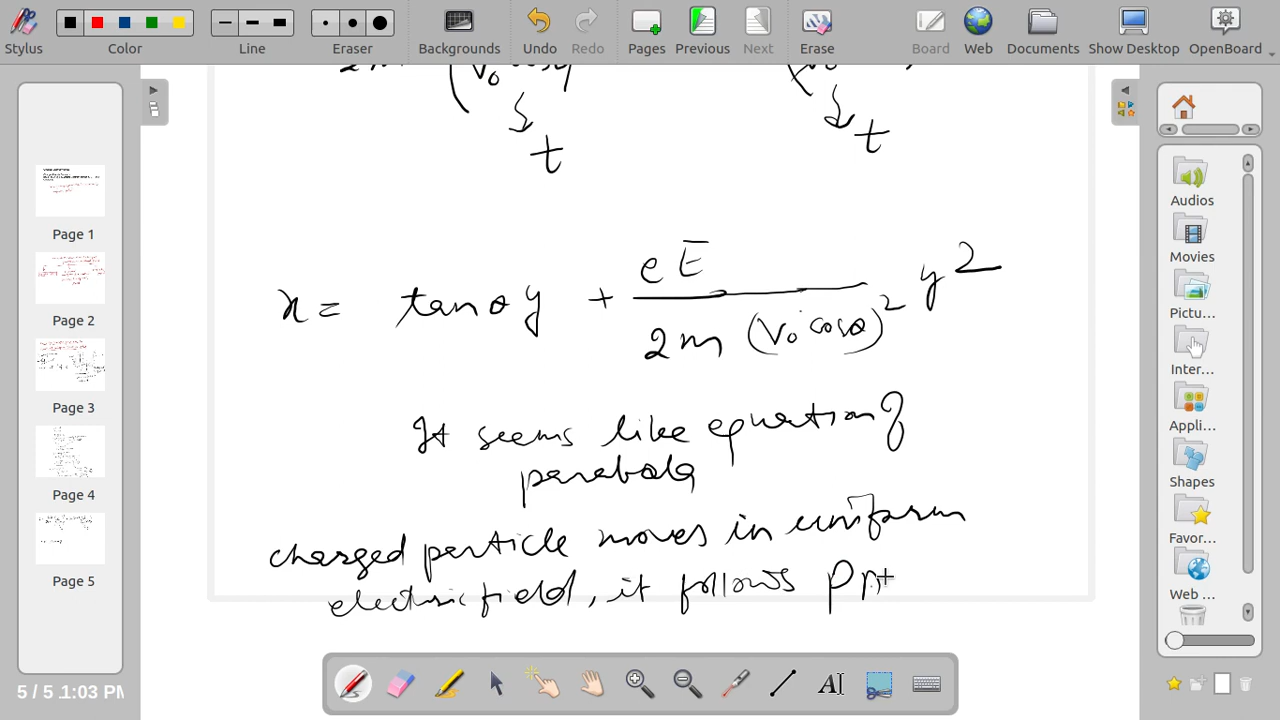 Stylus Color Line Eraser Backgrounds Undo Redo Pages Previous Next Erase Board Web Documents Show Desktop OpenBoard
2m (v₀ cosθ)
t t
x = tanθ y + eE / 2m (v₀ cosθ)² y²
It seems like equation of
parabola
charged particle moves in uniform
electric field, it follows
Page 1
Page 2
Page 3
Page 4
Page 5
5 / 5 1:03 PM
Audios
Movies
Pictu...
Inter...
Appli...
Shapes
Favor...
Web ...